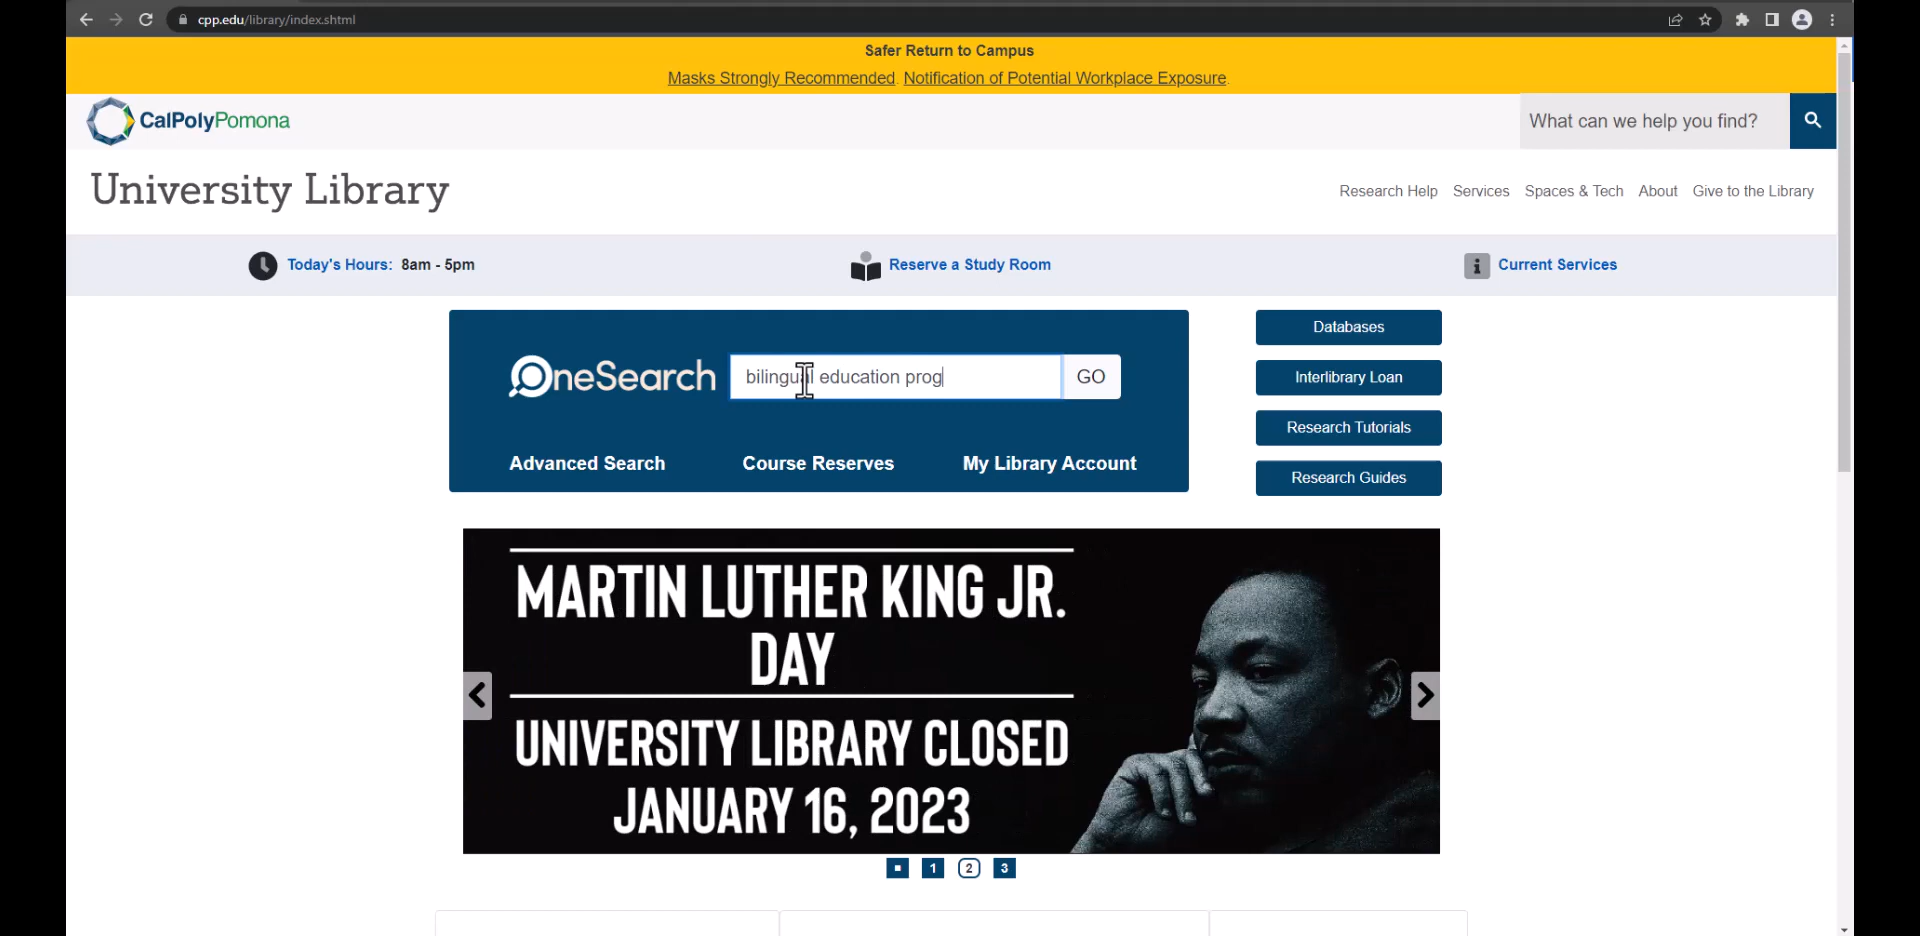 cpp.edu/library/index.shtml
Safer Return to Campus
Masks Strongly Recommended. Notification of Potential Workplace Exposure.
CalPolyPomona
What can we help you find?
University Library
Research Help Services Spaces & Tech About Give to the Library
Today's Hours: 8am - 5pm
Reserve a Study Room
Current Services
OneSearch
bilingual education prog
GO
Advanced Search
Course Reserves
My Library Account
Databases
Interlibrary Loan
Research Tutorials
Research Guides
MARTIN LUTHER KING JR.
DAY
UNIVERSITY LIBRARY CLOSED
JANUARY 16, 2023
1 2 3